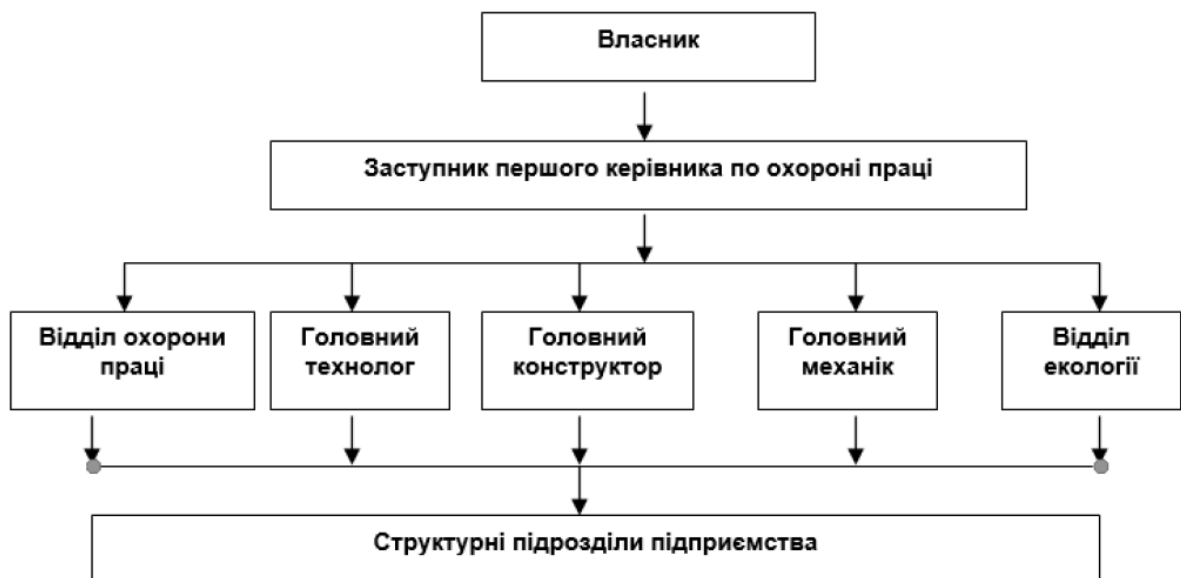 Власник
Заступник першого керівника по охороні праці
Відділ охорони
праці
Головний
технолог
Головний
конструктор
Головний
механік
Відділ
екології
Структурні підрозділи підприємства